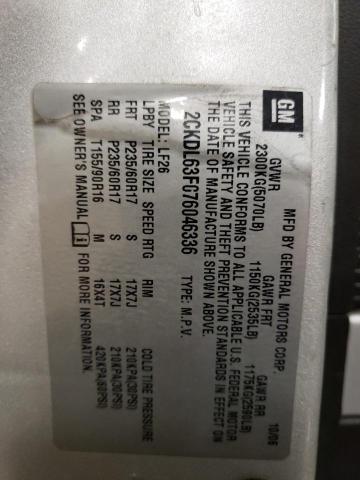 GM
MFD BY GENERAL MOTORS CORP. 10/06
GVWR GAWR FRT GAWR RR
2300KG(5070LB) 1150KG(2535LB) 1175KG(2590LB)
THIS VEHICLE CONFORMS TO ALL APPLICABLE U.S. FEDERAL MOTOR
VEHICLE SAFETY AND THEFT PREVENTION STANDARDS IN EFFECT ON
THE DATE OF MANUFACTURE SHOWN ABOVE.
2CKDL63F076046336 TYPE: M.P.V.
MODEL: LF26
LPBY TIRE SIZE SPEED RTG RIM COLD TIRE PRESSURE
FRT P235/60R17 S 17X7J 210KPA(30PSI)
RR P235/60R17 S 17X7J 210KPA(30PSI)
SPA T155/90R16 M 16X4T 420KPA(60PSI)
SEE OWNER'S MANUAL FOR MORE INFORMATION.